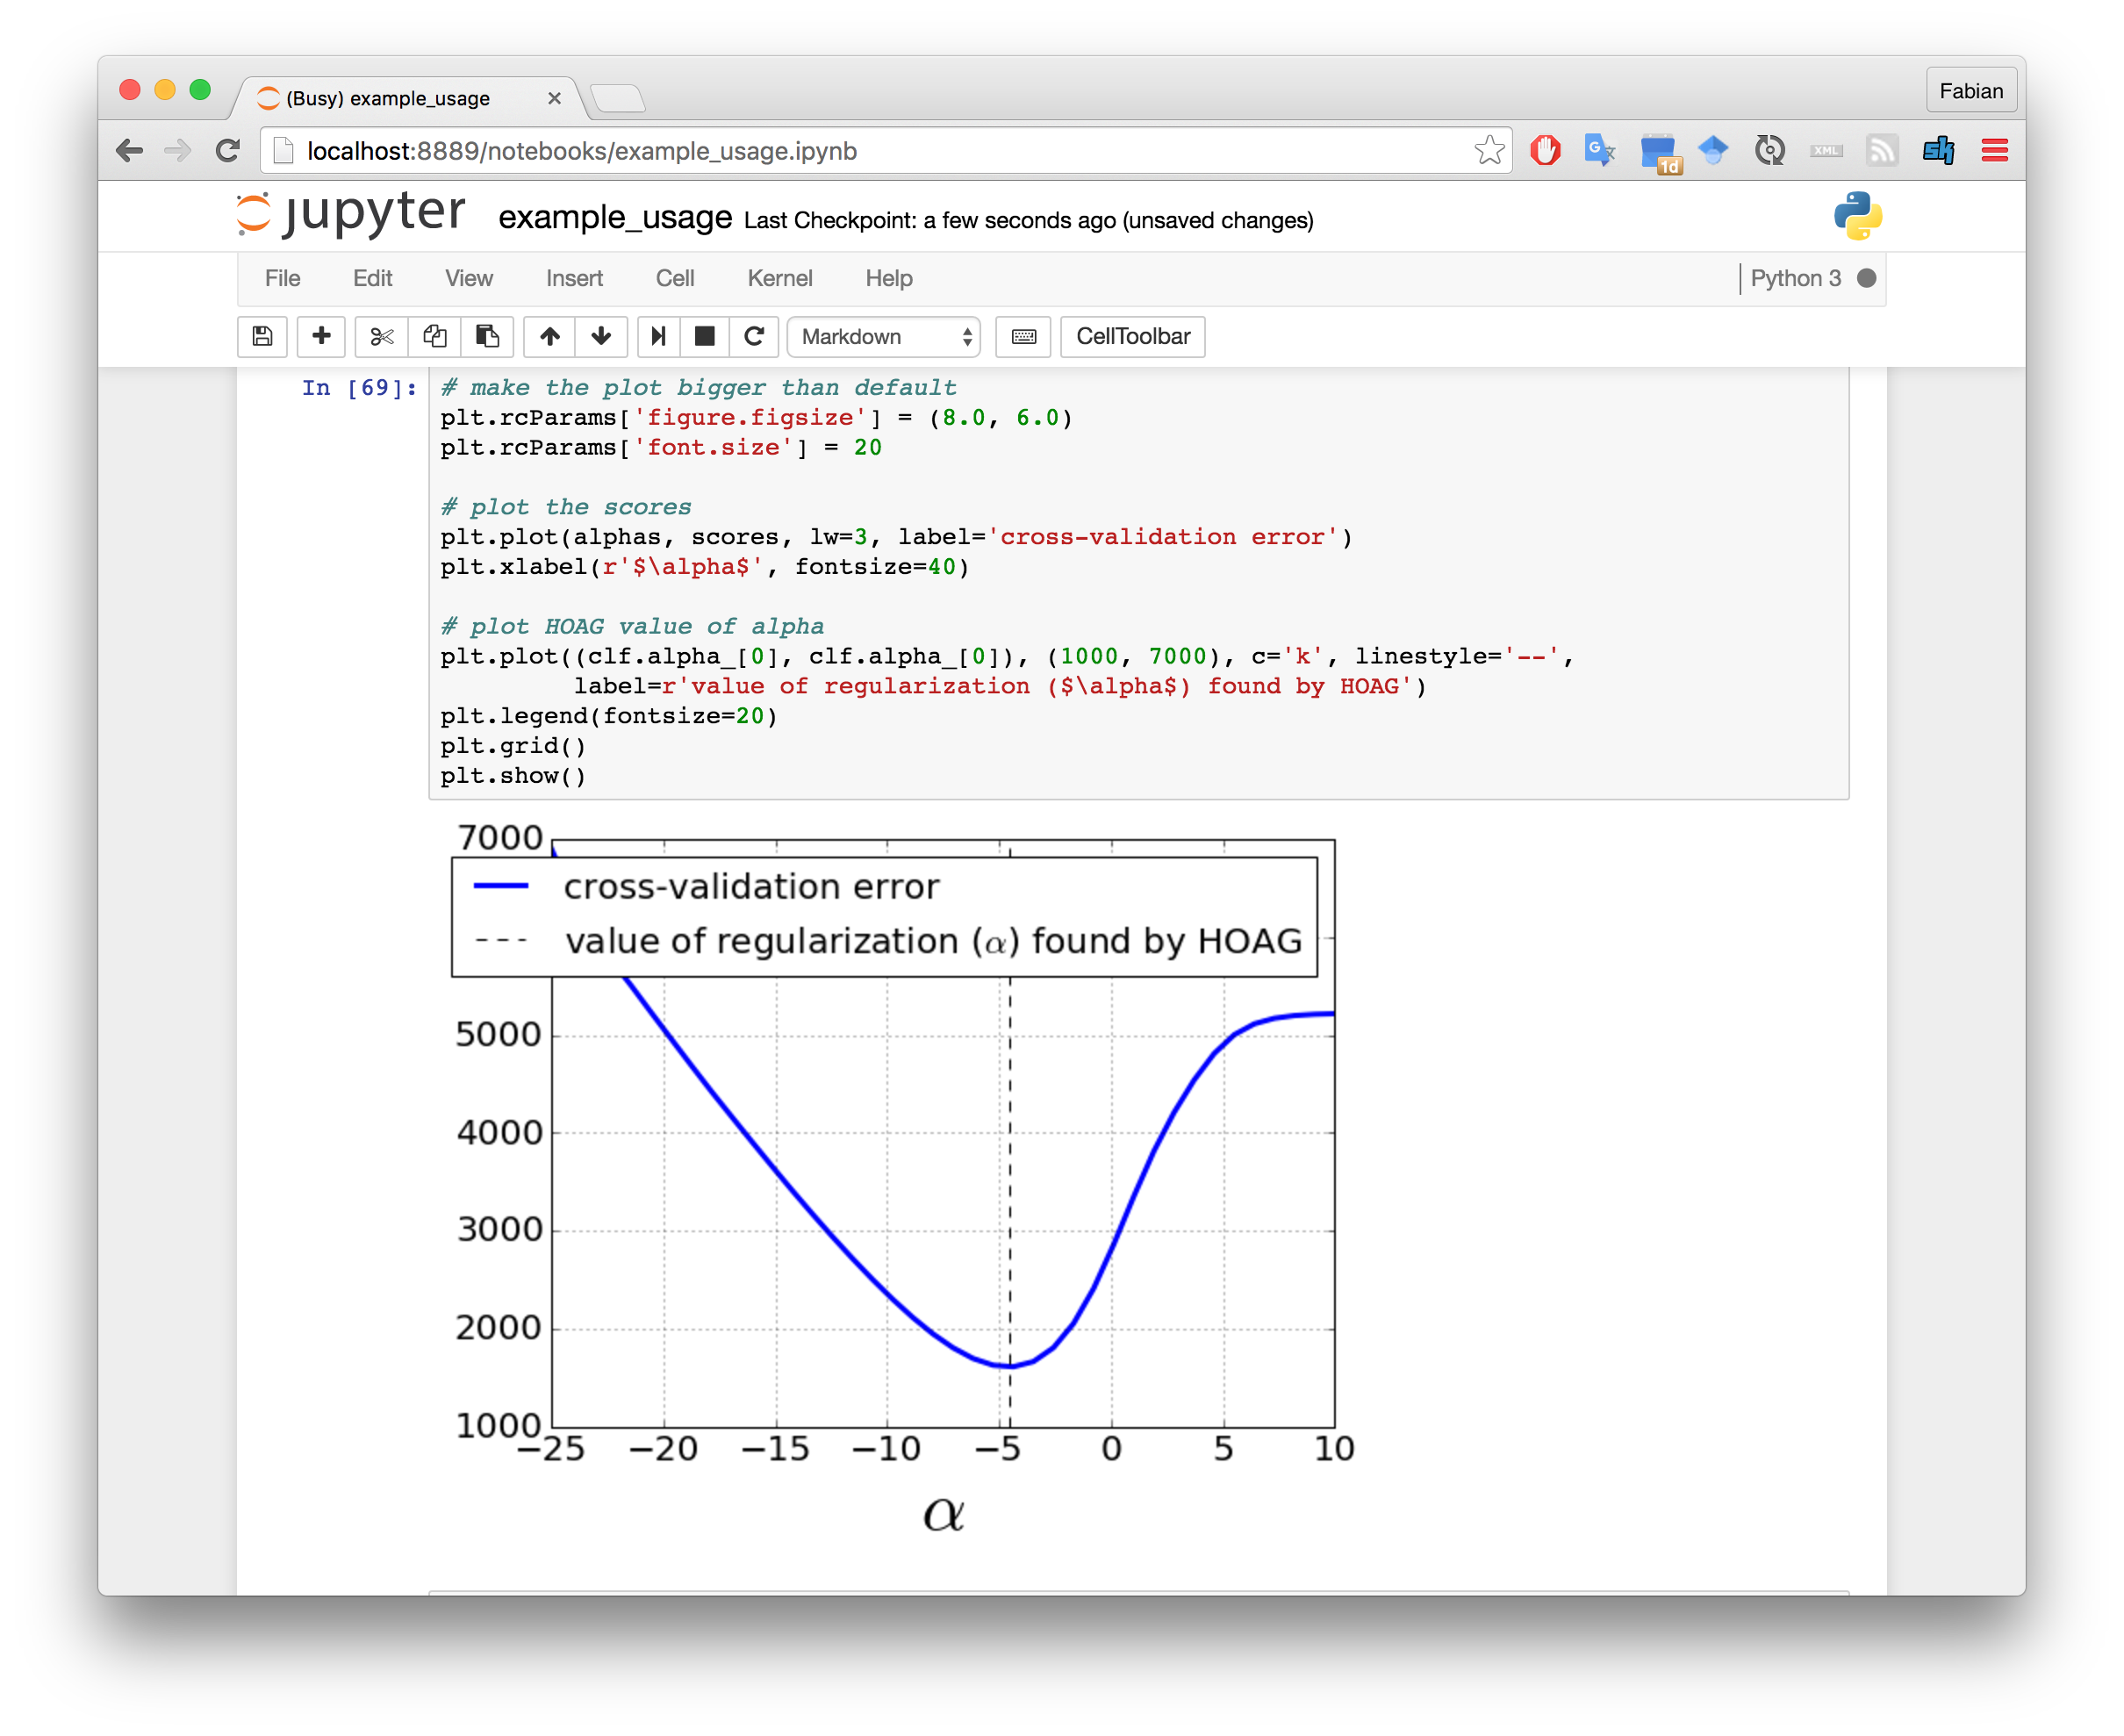 (Busy) example_usage
Fabian
localhost:8889/notebooks/example_usage.ipynb
1d
XML
sk
jupyter example_usage Last Checkpoint: a few seconds ago (unsaved changes)
File Edit View Insert Cell Kernel Help Python 3
Markdown CellToolbar
In [69]: # make the plot bigger than default
plt.rcParams['figure.figsize'] = (8.0, 6.0)
plt.rcParams['font.size'] = 20
# plot the scores
plt.plot(alphas, scores, lw=3, label='cross-validation error')
plt.xlabel(r'$\alpha$', fontsize=40)
# plot HOAG value of alpha
plt.plot((clf.alpha_[0], clf.alpha_[0]), (1000, 7000), c='k', linestyle='--',
label=r'value of regularization ($\alpha$) found by HOAG')
plt.legend(fontsize=20)
plt.grid()
plt.show()
7000
cross-validation error
value of regularization (α) found by HOAG
5000
4000
3000
2000
1000
−25 −20 −15 −10 −5 0 5 10
α